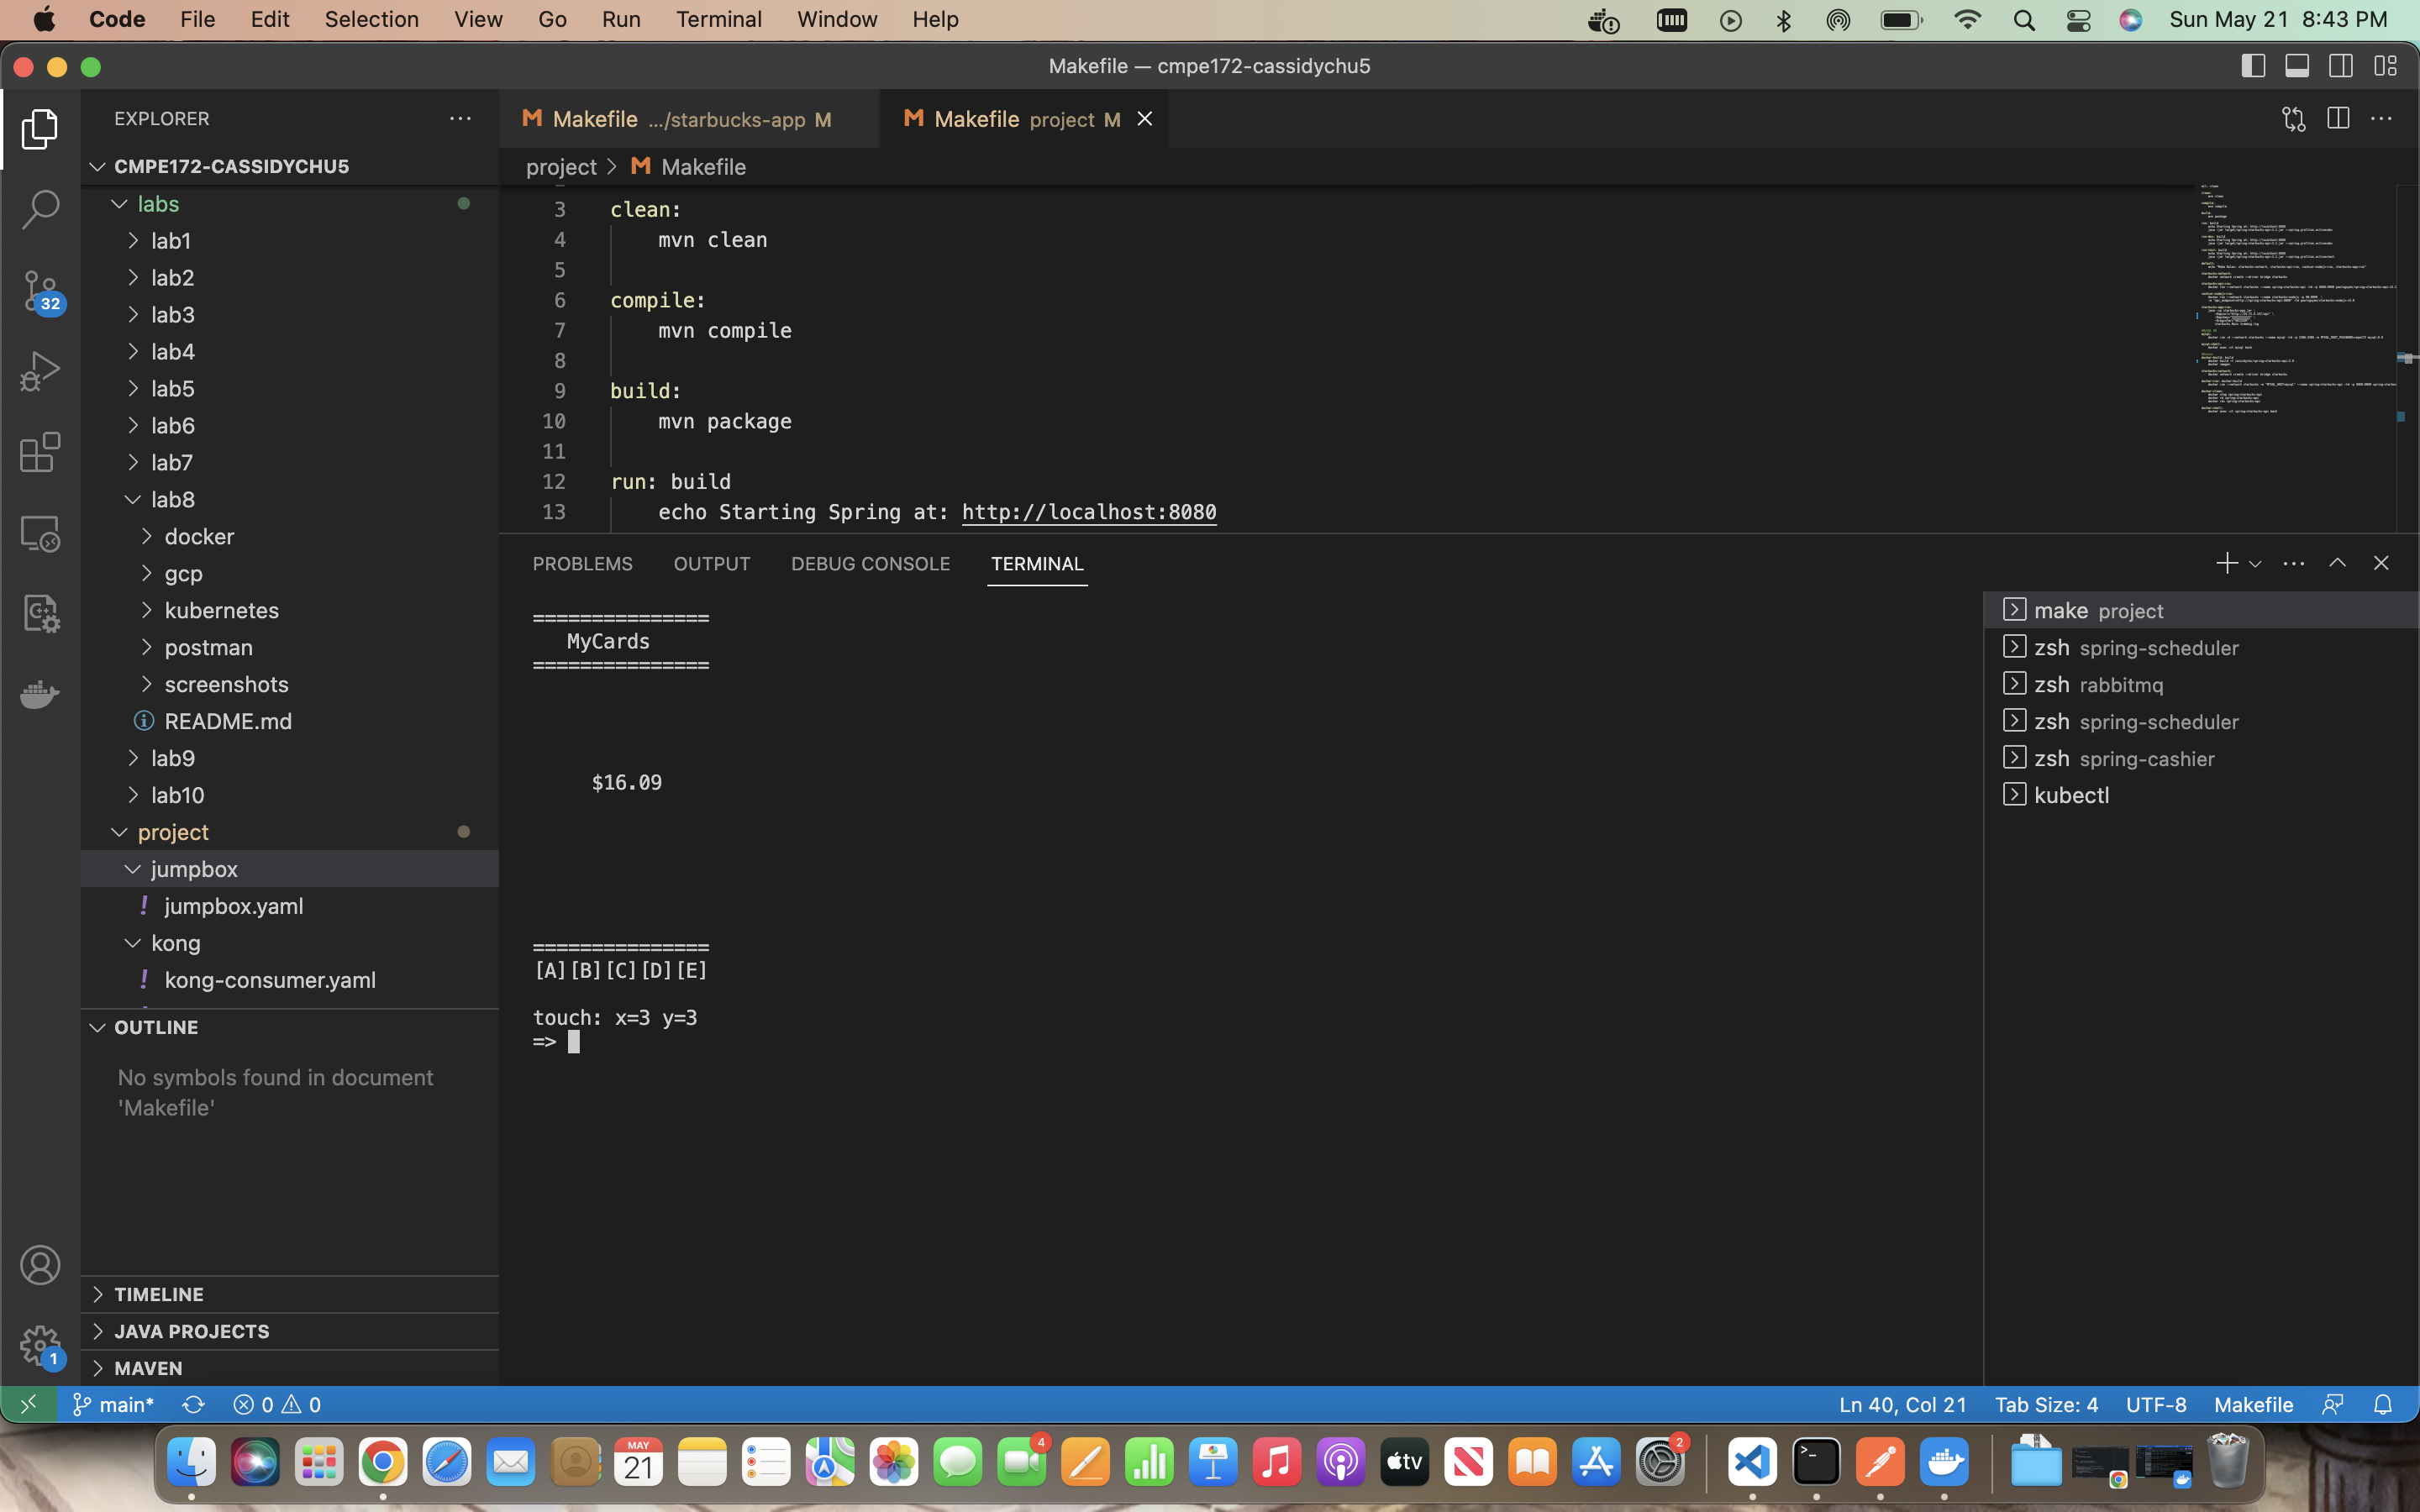 Code File Edit Selection View Go Run Terminal Window Help Sun May 21 8:43 PM
Makefile — cmpe172-cassidychu5
EXPLORER
Makefile .../starbucks-app M Makefile project M
CMPE172-CASSIDYCHU5
project > Makefile
labs
lab1
lab2
lab3
lab4
lab5
lab6
lab7
lab8
docker
gcp
kubernetes
postman
screenshots
README.md
lab9
lab10
project
jumpbox
jumpbox.yaml
kong
kong-consumer.yaml
OUTLINE
No symbols found in document
'Makefile'
TIMELINE
JAVA PROJECTS
MAVEN
32
1
3 clean:
4 mvn clean
5
6 compile:
7 mvn compile
8
9 build:
10 mvn package
11
12 run: build
13 echo Starting Spring at: http://localhost:8080
PROBLEMS OUTPUT DEBUG CONSOLE TERMINAL
===============
MyCards
===============
$16.09
===============
[A][B][C][D][E]
touch: x=3 y=3
=>
make project
zsh spring-scheduler
zsh rabbitmq
zsh spring-scheduler
zsh spring-cashier
kubectl
main* 0 0 Ln 40, Col 21 Tab Size: 4 UTF-8 Makefile
MAY
21
4
tv
2